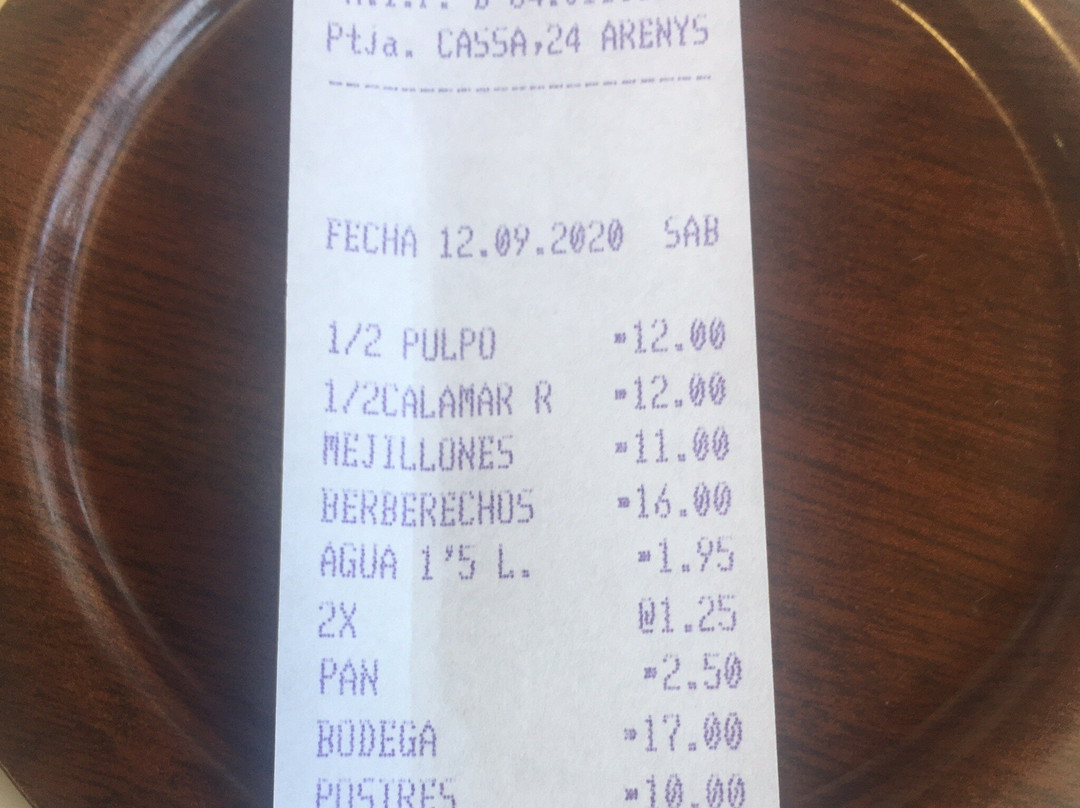 Ptja. CASSA,24 ARENYS
FECHA 12.09.2020 SAB
1/2 PULPO 12.00
1/2CALAMAR R 12.00
MEJILLONES 11.00
BERBERECHOS 16.00
AGUA 1'5 L. 1.95
2X @1.25
PAN 2.50
BODEGA 17.00
POSTRES 10.00